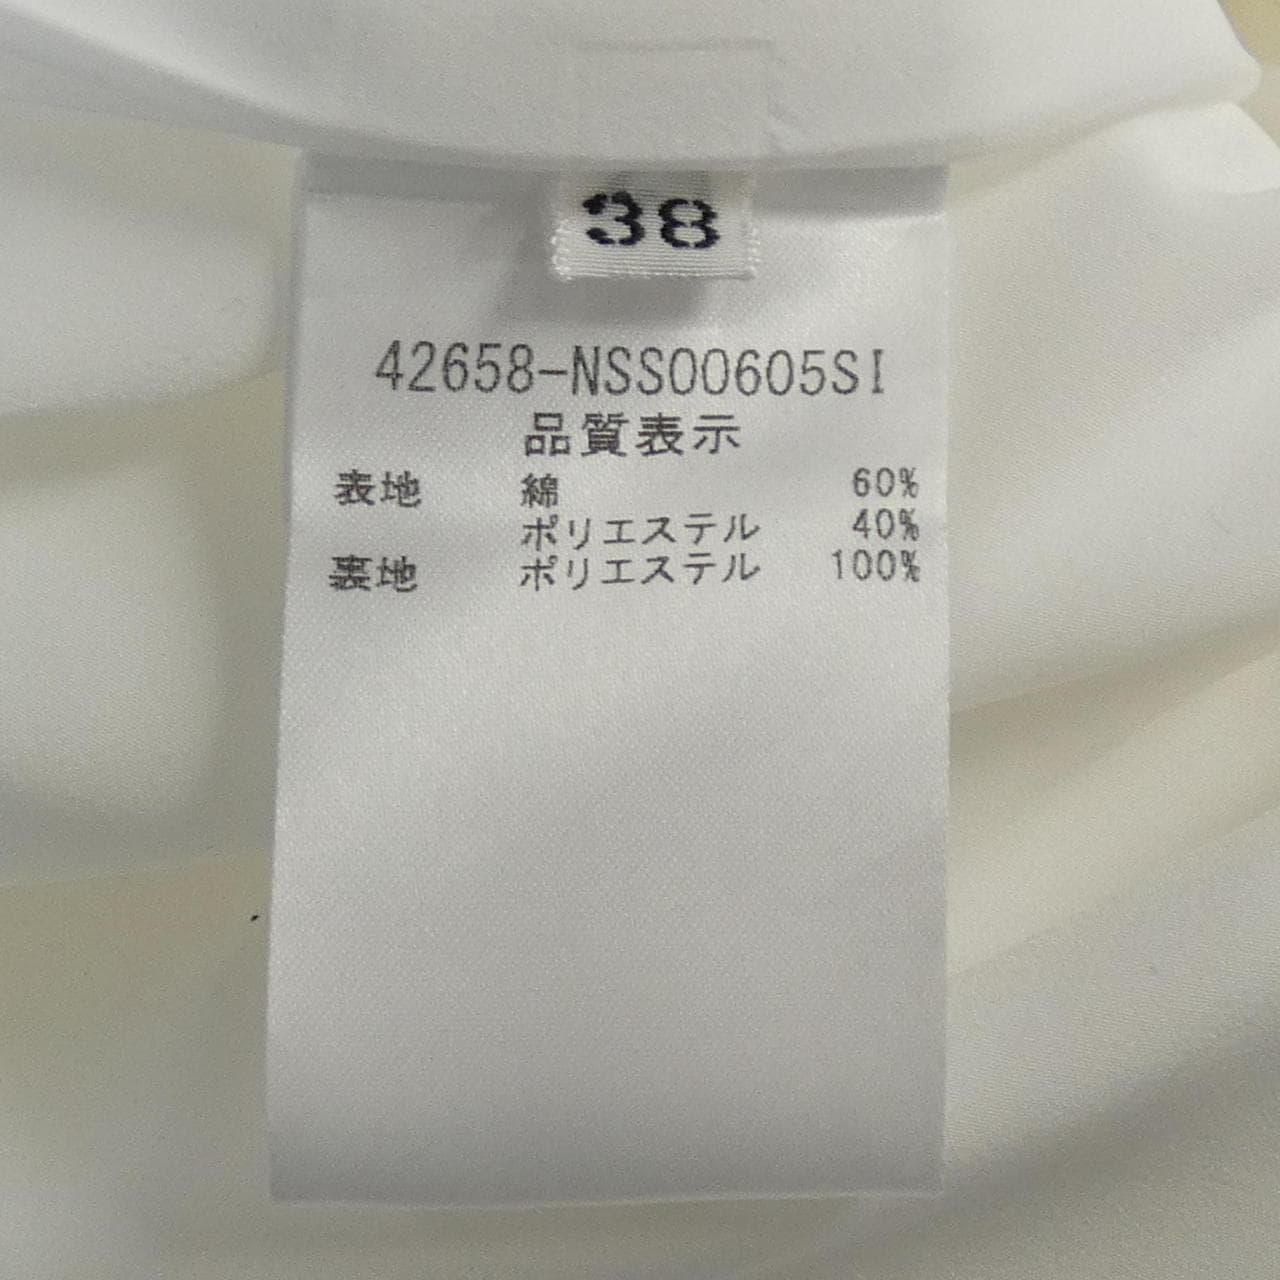 38
42658-NSS00605SI
品質表示
表地 綿 60%
ポリエステル 40%
裏地 ポリエステル 100%